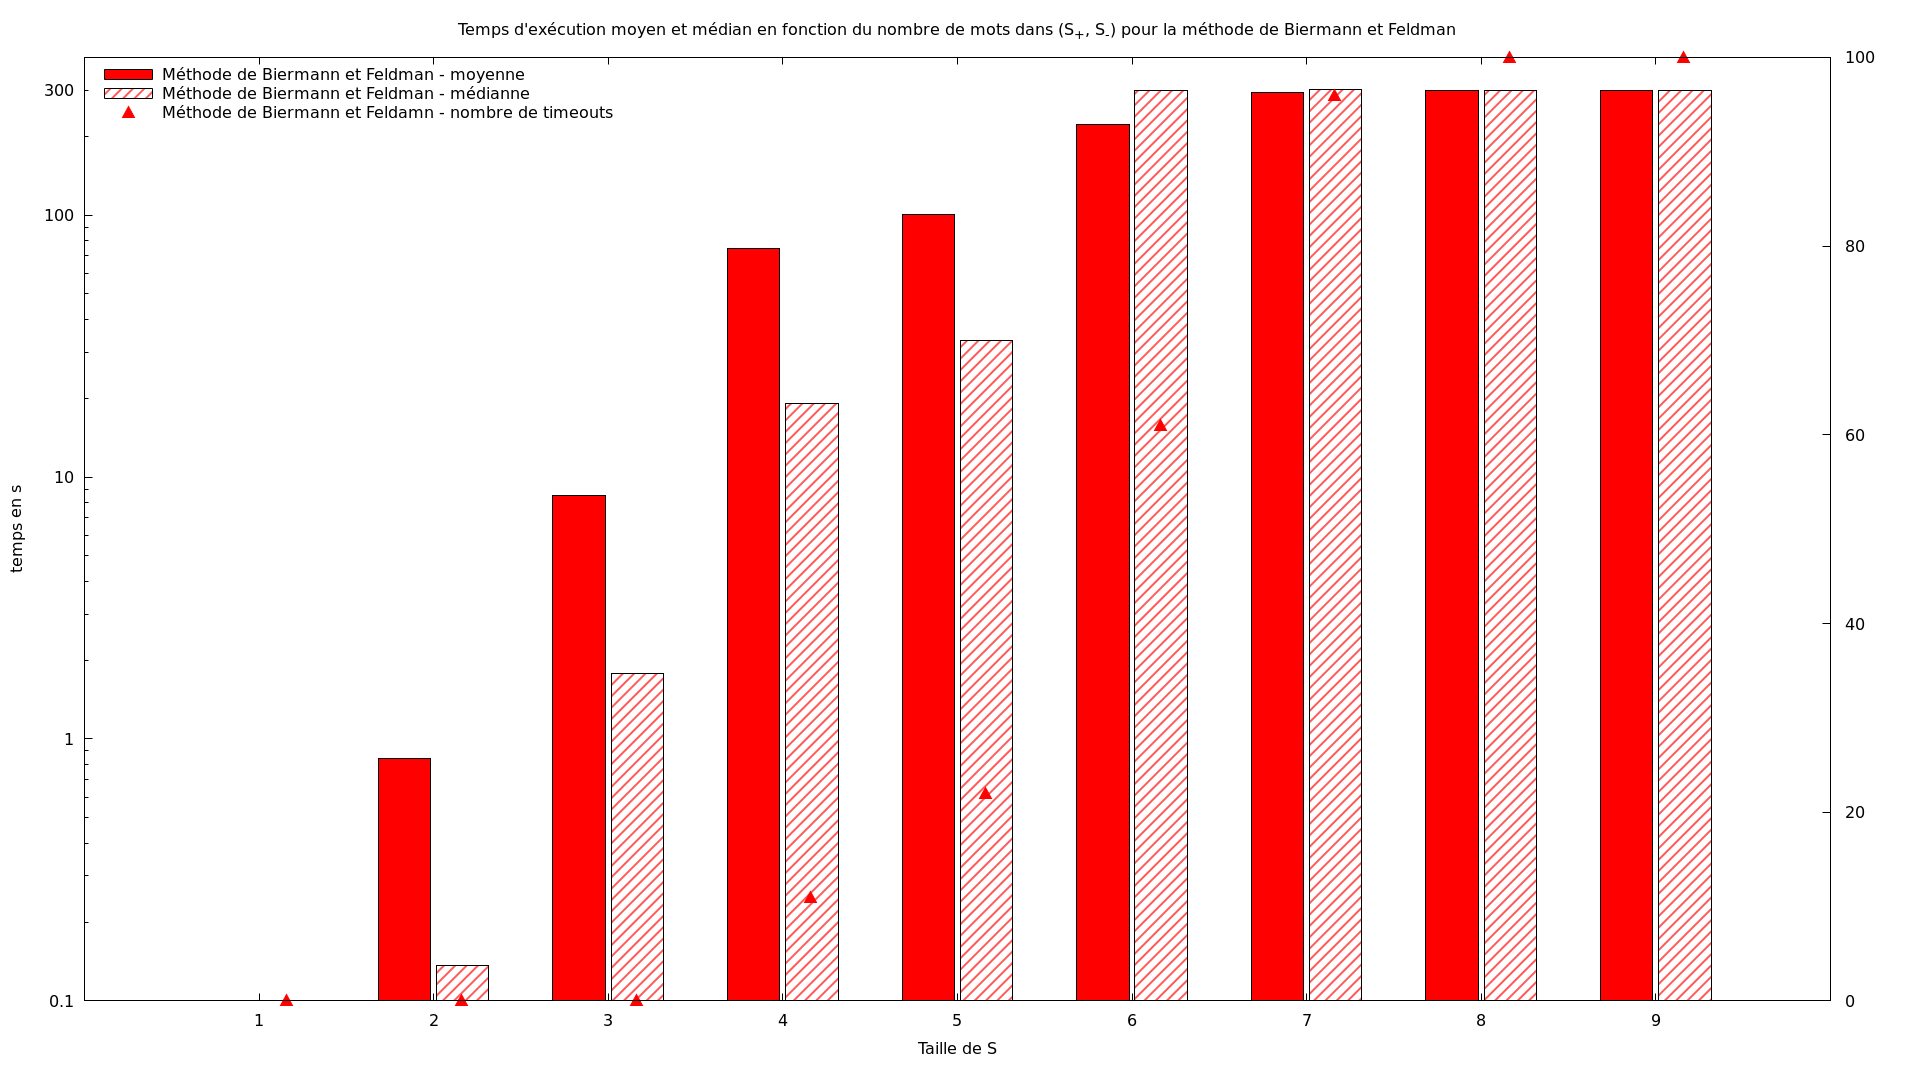 Temps d'exécution moyen et médian en fonction du nombre de mots dans (S+, S-) pour la méthode de Biermann et Feldman
Méthode de Biermann et Feldman - moyenne
Méthode de Biermann et Feldman - médianne
Méthode de Biermann et Feldamn - nombre de timeouts
300
100
10
1
0.1
temps en s
100
80
60
40
20
0
1 2 3 4 5 6 7 8 9
Taille de S